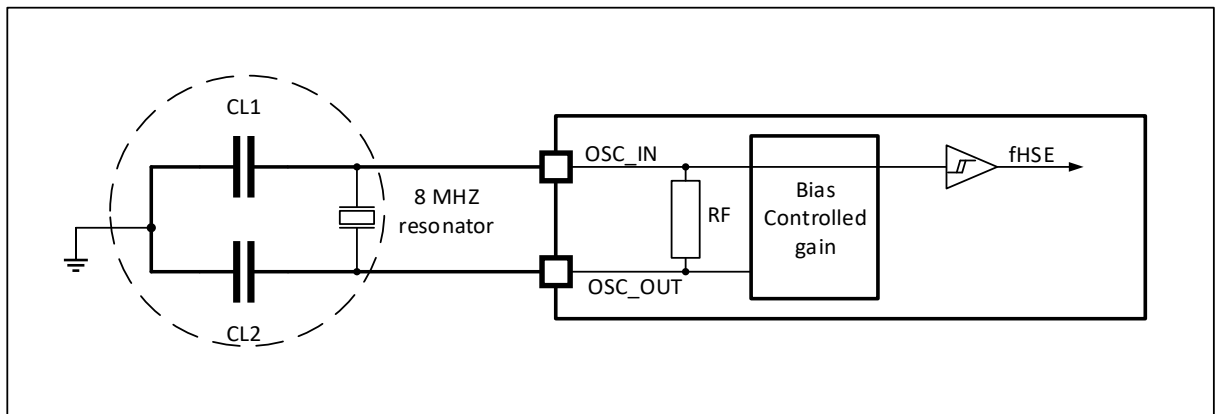 CL1
8 MHZ
resonator
CL2
OSC_IN
RF
OSC_OUT
Bias
Controlled
gain
fHSE